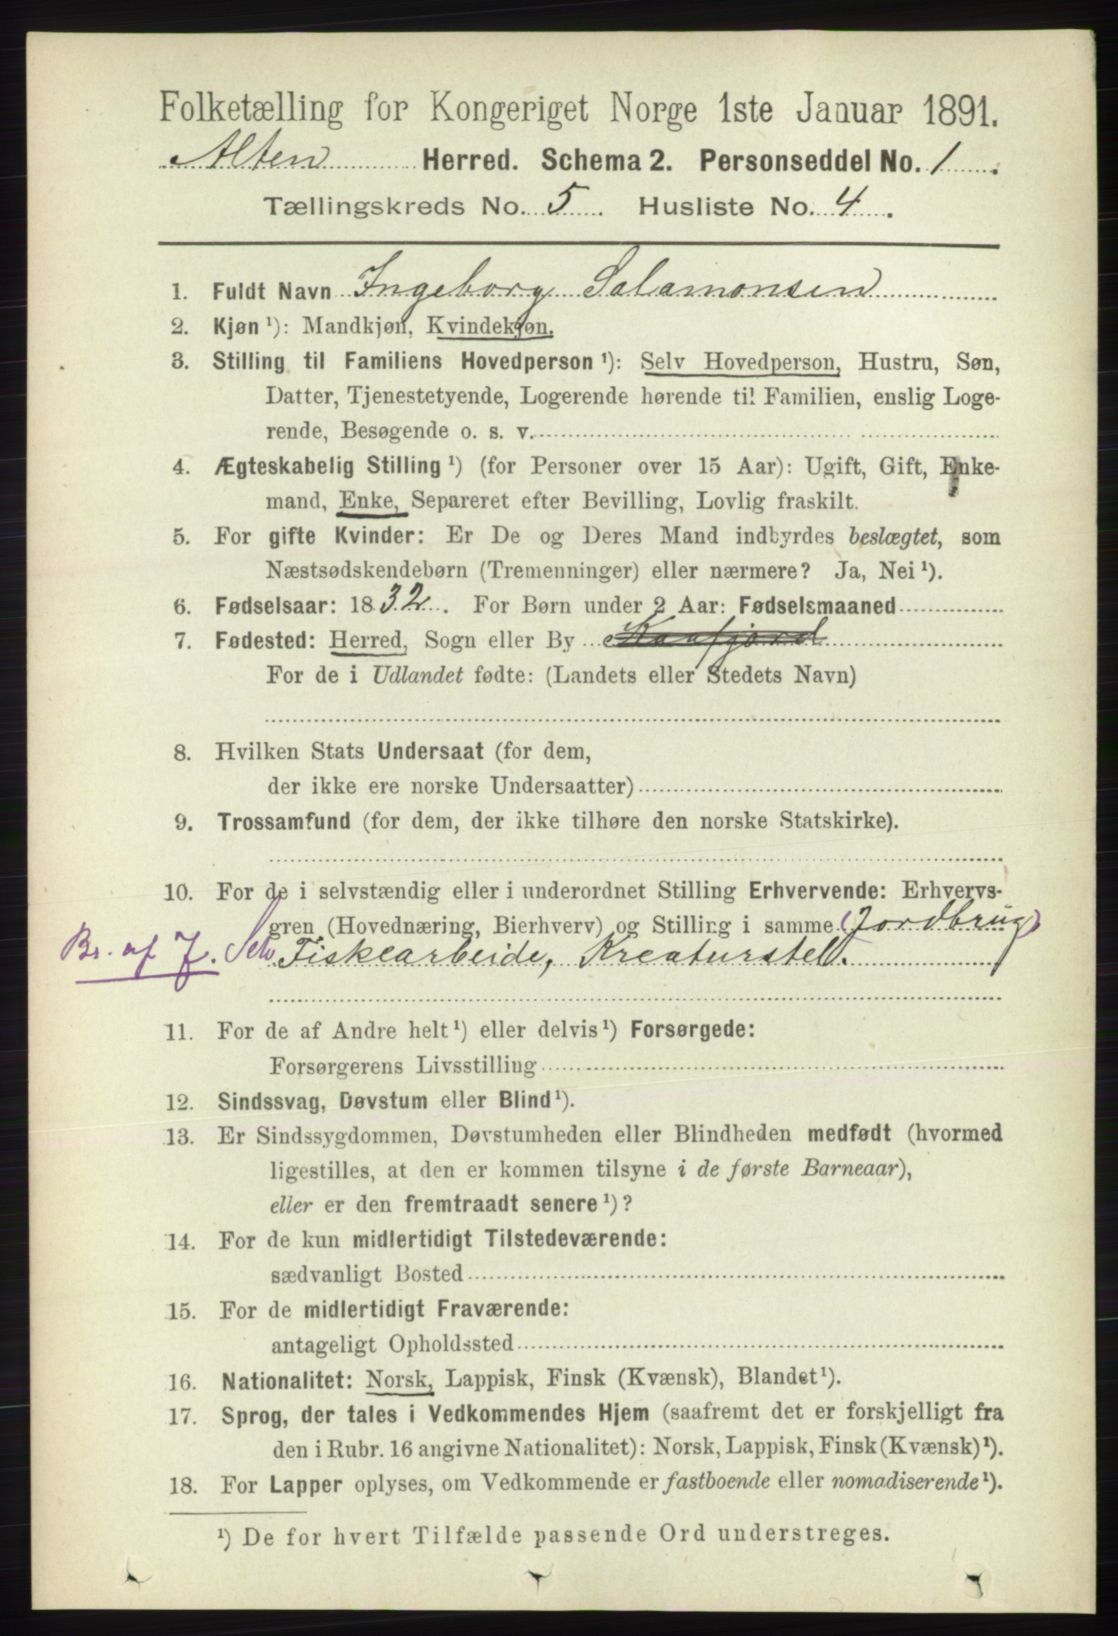 Folketælling for Kongeriget Norge 1ste Januar 1891.
Alten Herred. Schema 2. Personseddel No. 1.
Tællingskreds No. 5. Husliste No. 4.
1. Fuldt Navn Ingeborg Salamonsen
2. Kjøn ¹): Mandkjøn, Kvindekjøn.
3. Stilling til Familiens Hovedperson ¹): Selv Hovedperson, Hustru, Søn,
Datter, Tjenestetyende, Logerende hørende til Familien, enslig Loge-
rende, Besøgende o. s. v.
4. Ægteskabelig Stilling ¹) (for Personer over 15 Aar): Ugift, Gift, Enke-
mand, Enke, Separeret efter Bevilling, Lovlig fraskilt.
5. For gifte Kvinder: Er De og Deres Mand indbyrdes beslægtet, som
Næstsødskendebørn (Tremenninger) eller nærmere? Ja, Nei ¹).
6. Fødselsaar: 1832. For Børn under 2 Aar: Fødselsmaaned
7. Fødested: Herred, Sogn eller By Kaafjord
For de i Udlandet fødte: (Landets eller Stedets Navn)
8. Hvilken Stats Undersaat (for dem,
der ikke ere norske Undersaatter)
9. Trossamfund (for dem, der ikke tilhøre den norske Statskirke).
10. For de i selvstændig eller i underordnet Stilling Erhvervende: Erhvervs-
gren (Hovednæring, Bierhverv) og Stilling i samme (Jordbrug)
Br. af J. Selv Fiskearbeide, Kreaturstel.
11. For de af Andre helt ¹) eller delvis ¹) Forsørgede:
Forsørgerens Livsstilling
12. Sindssvag, Døvstum eller Blind ¹).
13. Er Sindssygdommen, Døvstumheden eller Blindheden medfødt (hvormed
ligestilles, at den er kommen tilsyne i de første Barneaar),
eller er den fremtraadt senere ¹)?
14. For de kun midlertidigt Tilstedeværende:
sædvanligt Bosted
15. For de midlertidigt Fraværende:
antageligt Opholdssted
16. Nationalitet: Norsk, Lappisk, Finsk (Kvænsk), Blandet ¹).
17. Sprog, der tales i Vedkommendes Hjem (saafremt det er forskjelligt fra
den i Rubr. 16 angivne Nationalitet): Norsk, Lappisk, Finsk (Kvænsk) ¹).
18. For Lapper oplyses, om Vedkommende er fastboende eller nomadiserende ¹).
¹) De for hvert Tilfælde passende Ord understreges.